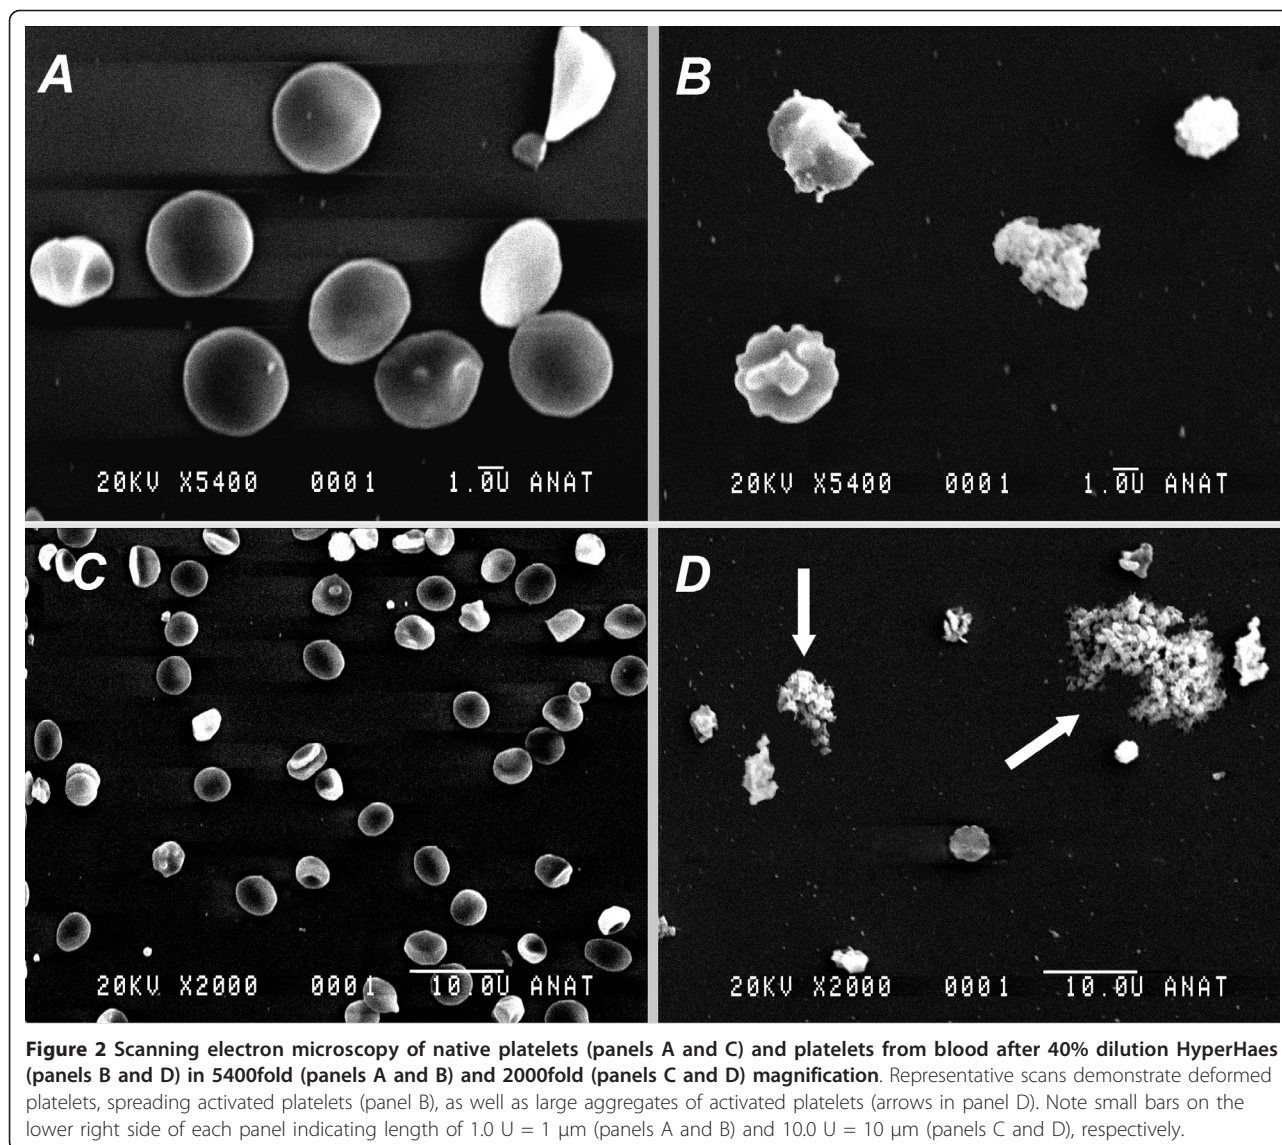 A
B
20KV X5400 0001 1.0U ANAT
20KV X5400 0001 1.0U ANAT
C
D
20KV X2000 0001 10.0U ANAT
20KV X2000 0001 10.0U ANAT
Figure 2 Scanning electron microscopy of native platelets (panels A and C) and platelets from blood after 40% dilution HyperHaes
(panels B and D) in 5400fold (panels A and B) and 2000fold (panels C and D) magnification. Representative scans demonstrate deformed
platelets, spreading activated platelets (panel B), as well as large aggregates of activated platelets (arrows in panel D). Note small bars on the
lower right side of each panel indicating length of 1.0 U = 1 μm (panels A and B) and 10.0 U = 10 μm (panels C and D), respectively.